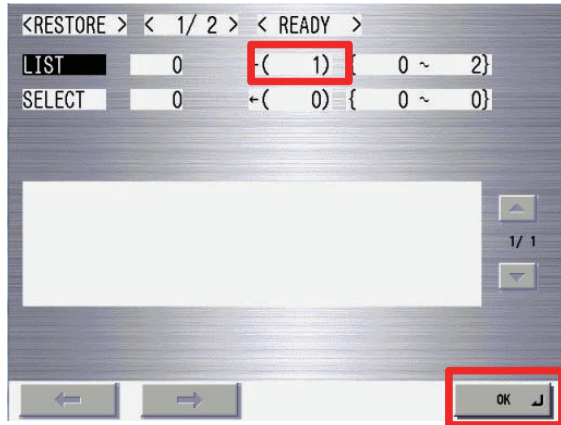 <RESTORE > < 1/ 2 > < READY >
LIST 0 ←( 1) { 0 ~ 2}
SELECT 0 ←( 0) { 0 ~ 0}
1/ 1
OK